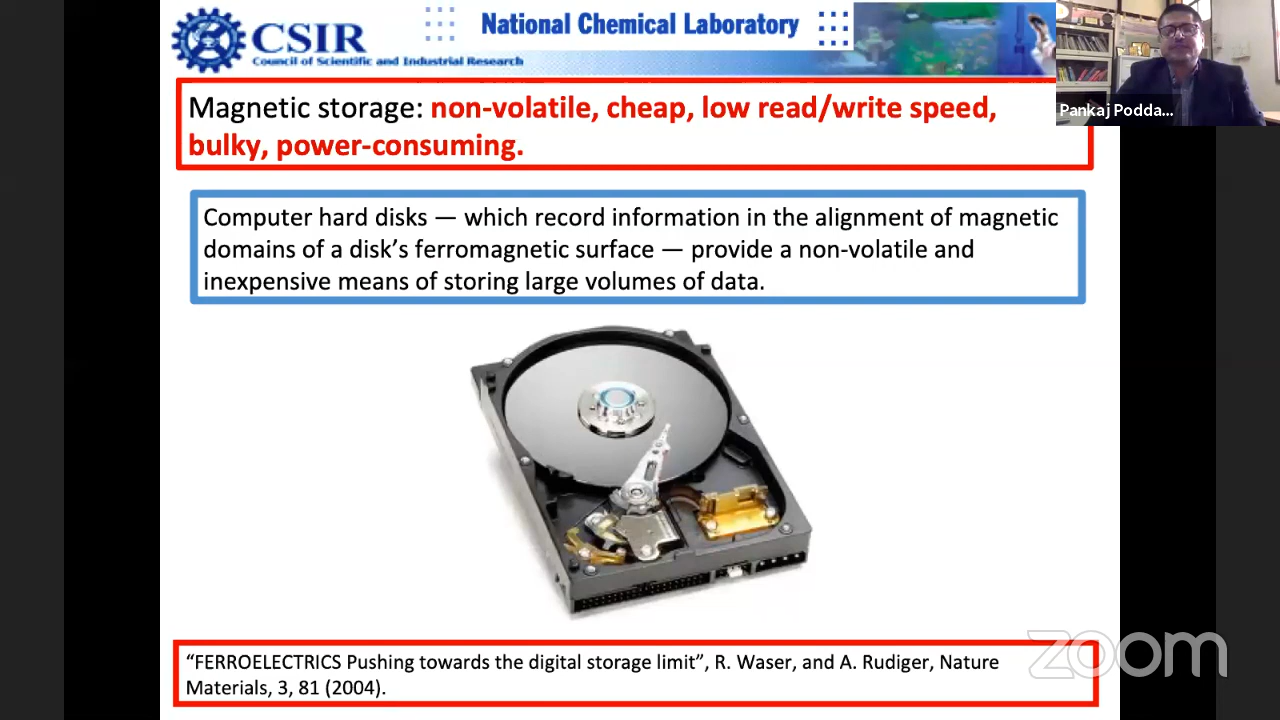 CSIR
Council of Scientific and Industrial Research
National Chemical Laboratory
Pankaj Podda...
Magnetic storage: non-volatile, cheap, low read/write speed,
bulky, power-consuming.
Computer hard disks — which record information in the alignment of magnetic
domains of a disk’s ferromagnetic surface — provide a non-volatile and
inexpensive means of storing large volumes of data.
“FERROELECTRICS Pushing towards the digital storage limit”, R. Waser, and A. Rudiger, Nature
Materials, 3, 81 (2004).
zoom